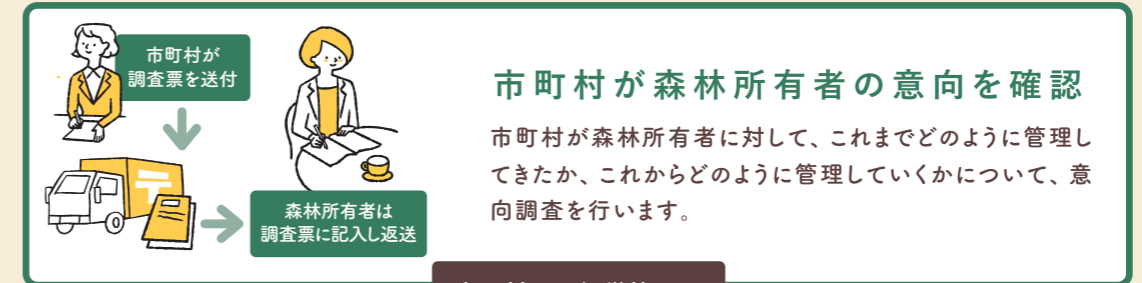 市町村が
調査票を送付
森林所有者は
調査票に記入し返送
市町村が森林所有者の意向を確認
市町村が森林所有者に対して、これまでどのように管理し
てきたか、これからどのように管理していくかについて、意
向調査を行います。